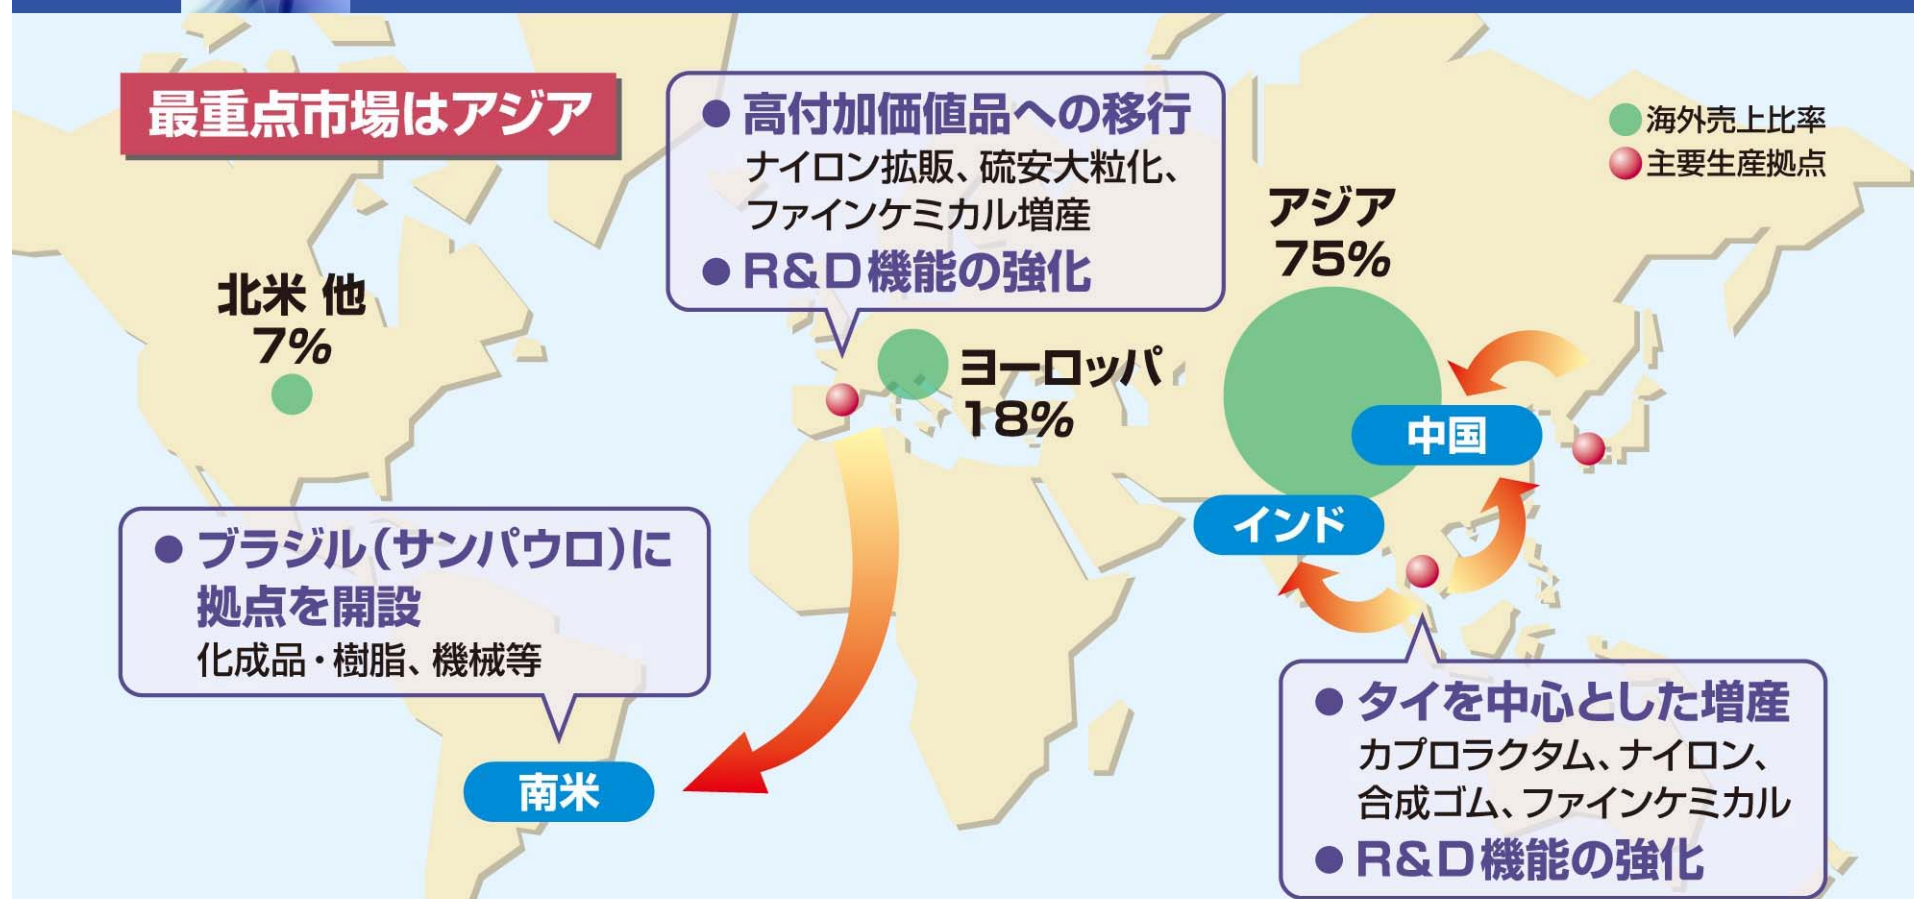 最重点市場はアジア
● 高付加価値品への移行
ナイロン拡販、硫安大粒化、
ファインケミカル増産
● R&D機能の強化
海外売上比率
主要生産拠点
アジア
75%
北米 他
7%
ヨーロッパ
18%
中国
インド
● ブラジル(サンパウロ)に
拠点を開設
化成品・樹脂、機械等
南米
● タイを中心とした増産
カプロラクタム、ナイロン、
合成ゴム、ファインケミカル
● R&D機能の強化